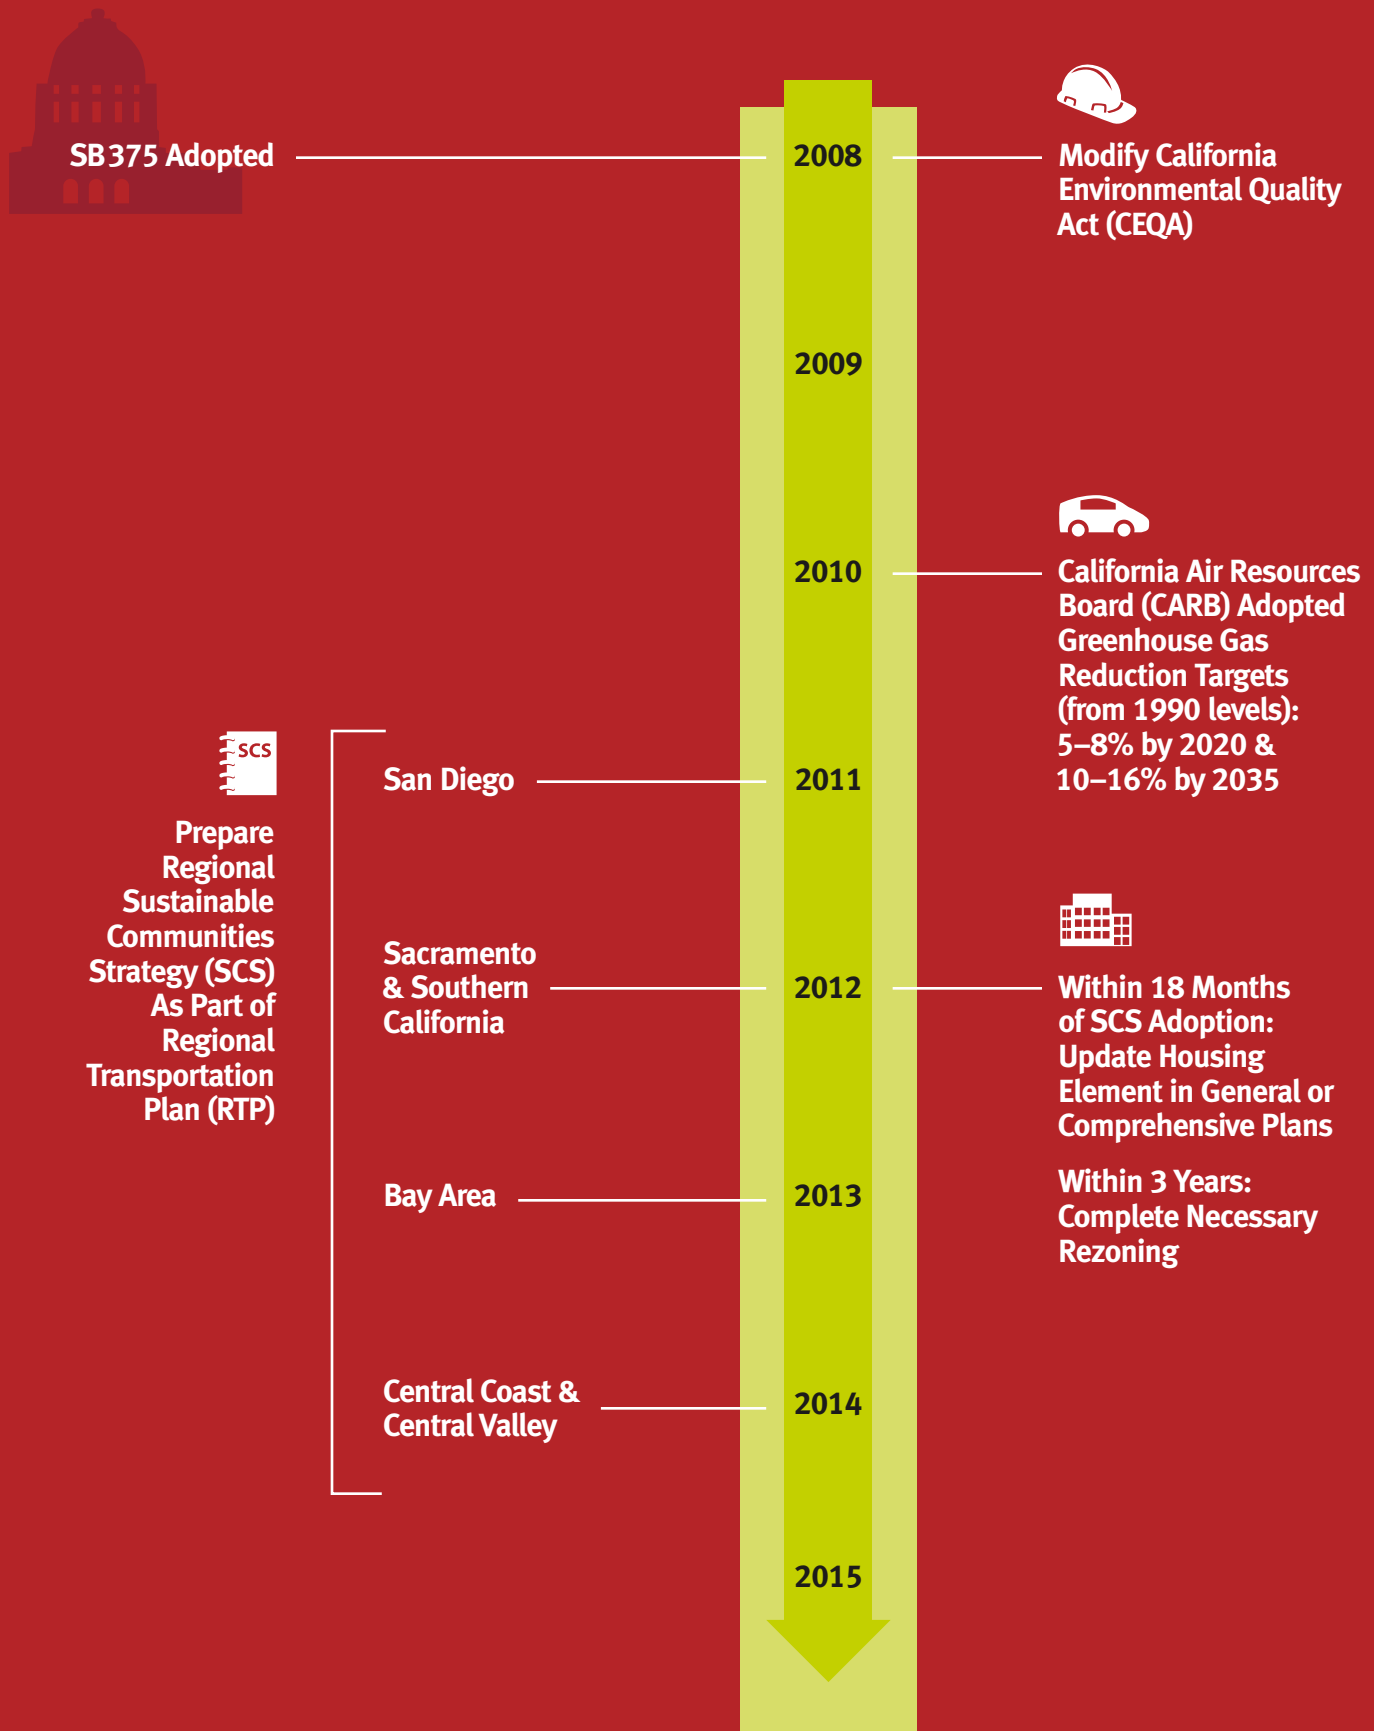 SB 375 Adopted
2008
Modify California
Environmental Quality
Act (CEQA)
2009
2010
California Air Resources
Board (CARB) Adopted
Greenhouse Gas
Reduction Targets
(from 1990 levels):
5–8% by 2020 &
10–16% by 2035
SCS
Prepare
Regional
Sustainable
Communities
Strategy (SCS)
As Part of
Regional
Transportation
Plan (RTP)
San Diego
2011
Sacramento
& Southern
California
2012
Within 18 Months
of SCS Adoption:
Update Housing
Element in General or
Comprehensive Plans
Within 3 Years:
Complete Necessary
Rezoning
Bay Area
2013
Central Coast &
Central Valley
2014
2015